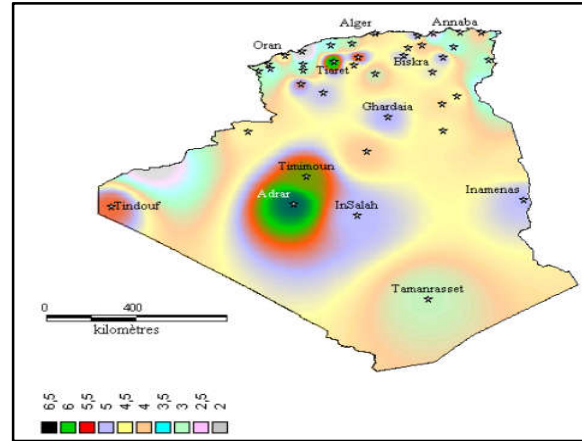 Alger
Annaba
Oran
Tiaret
Biskra
Ghardaia
Timimoun
Adrar
InSalah
Inamenas
Tindouf
Tamanrasset
0 400
kilomètres
6,5 6 5,5 5 4,5 4 3,5 3 2,5 2